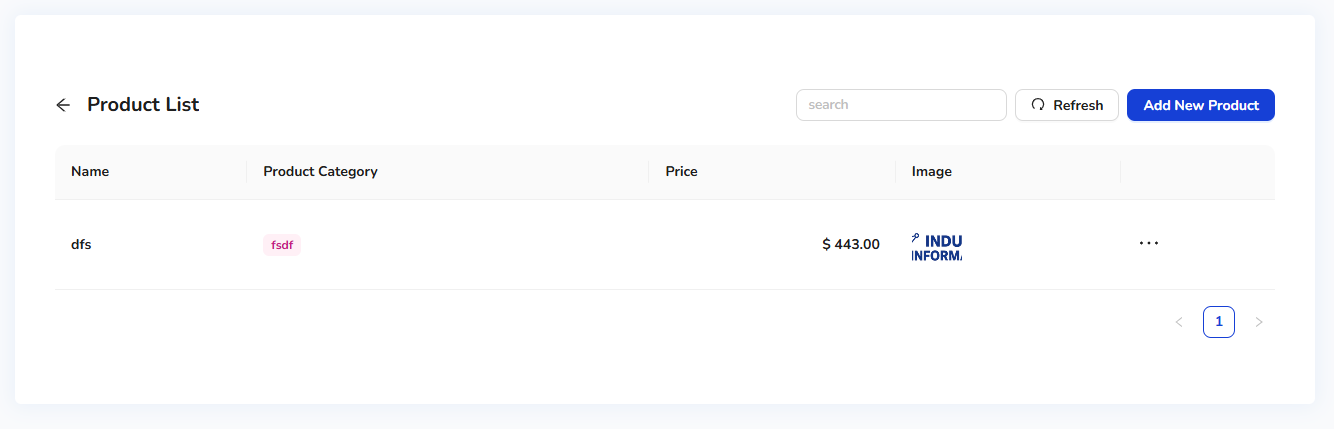 Product List
search
Refresh
Add New Product
Name Product Category Price Image
dfs fsdf $ 443.00
INDU
INFORMA
1